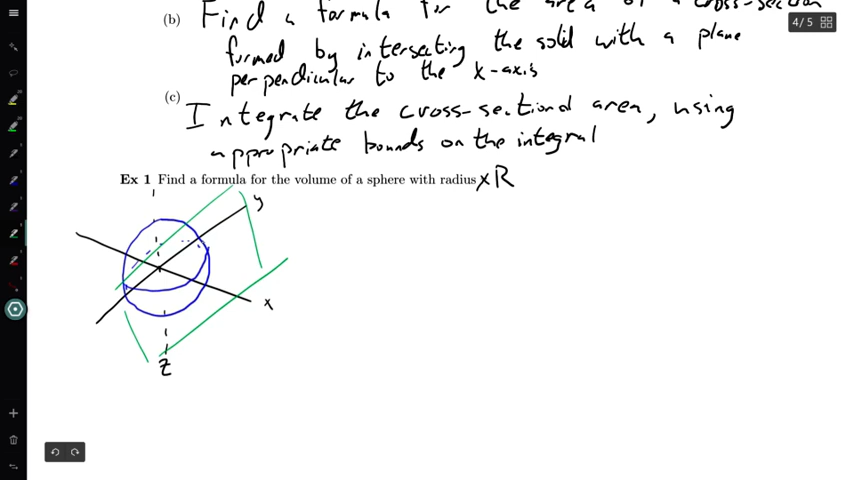 (b) Find a formula for the area of a cross-section
4/5
formed by intersecting the solid with a plane
perpendicular to the x-axis
(c) Integrate the cross-sectional area, using
appropriate bounds on the integral
Ex 1 Find a formula for the volume of a sphere with radius x R
y
x
z